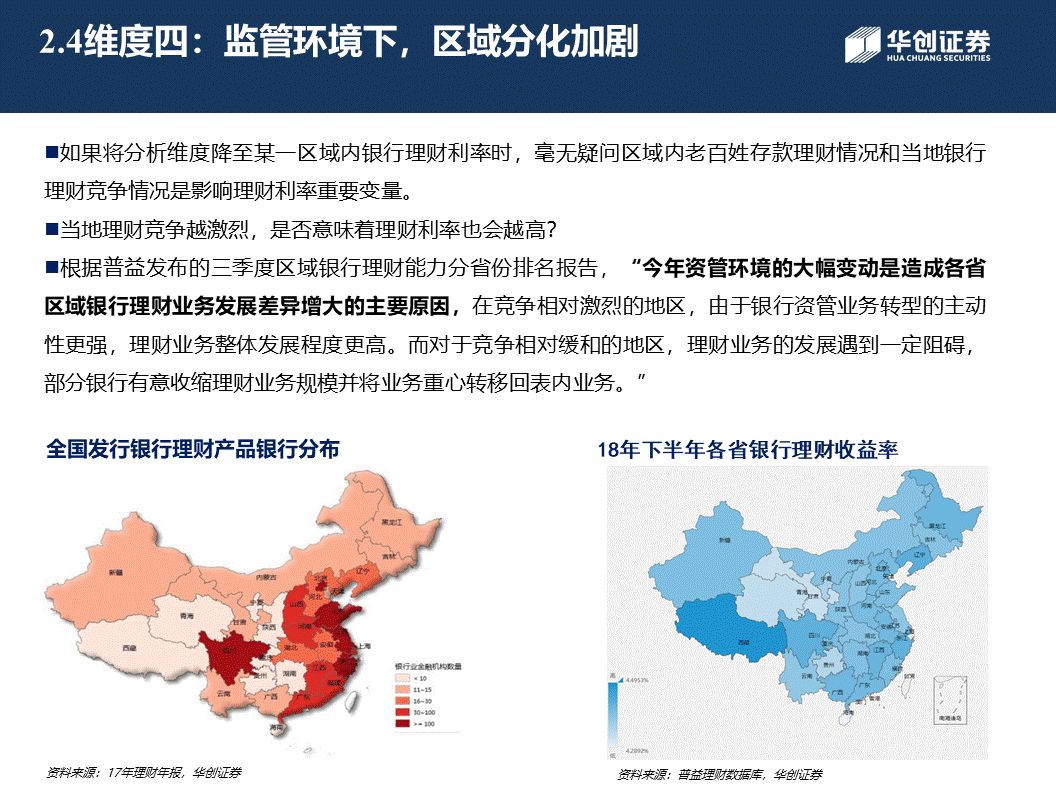 2.4维度四：监管环境下，区域分化加剧
华创证券
HUA CHUANG SECURITIES
■如果将分析维度降至某一区域内银行理财利率时，毫无疑问区域内老百姓存款理财情况和当地银行
理财竞争情况是影响理财利率重要变量。
■当地理财竞争越激烈，是否意味着理财利率也会越高?
■根据普益发布的三季度区域银行理财能力分省份排名报告，“今年资管环境的大幅变动是造成各省
区域银行理财业务发展差异增大的主要原因，在竞争相对激烈的地区，由于银行资管业务转型的主动
性更强，理财业务整体发展程度更高。而对于竞争相对缓和的地区，理财业务的发展遇到一定阻碍，
部分银行有意收缩理财业务规模并将业务重心转移回表内业务。”
全国发行银行理财产品银行分布
黑龙江
吉林
辽宁
新疆
内蒙古
北京
天津
河北
山西
宁夏
青海
甘肃
陕西
河南
西藏
四川
湖北
安徽
上海
重庆
湖南
江西
贵州
福建
云南
广西
广东
海南
银行业金融机构数量
< 10
11~15
16~30
30~100
>= 100
资料来源：17年理财年报，华创证券
18年下半年各省银行理财收益率
黑龙江
吉林
辽宁
新疆
内蒙古
北京
天津
山西
河北
宁夏
山东
青海
甘肃
陕西
河南
西藏
四川
重庆
湖北
安徽
湖南
江西
贵州
福建
云南
台湾
广西
广东
香港
澳门
海南
南海诸岛
高
4.4953%
4.2892%
低
资料来源：普益理财数据库，华创证券